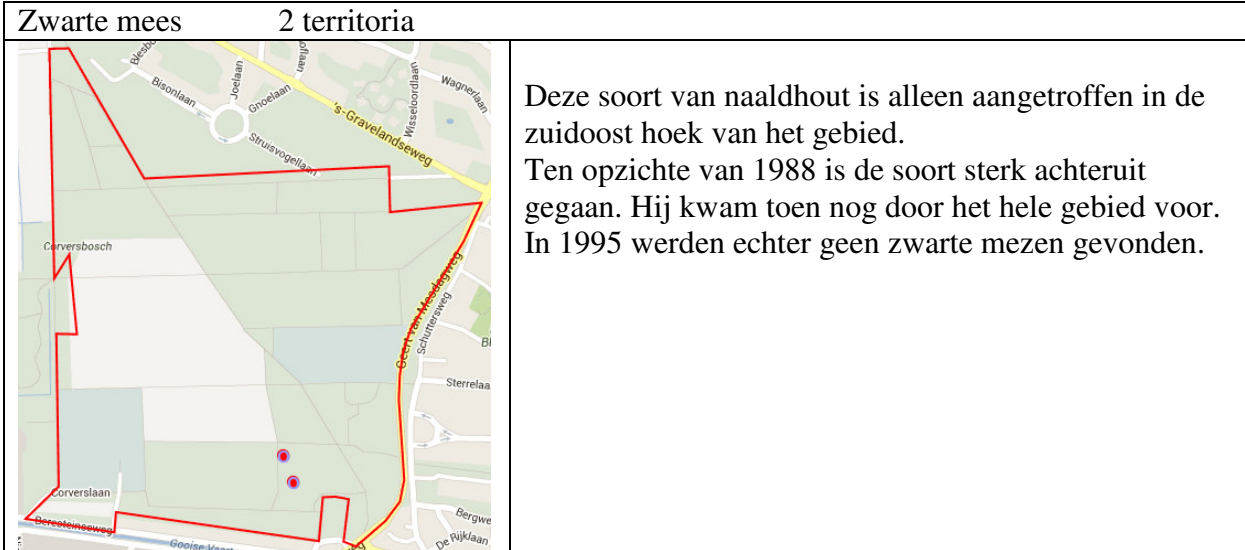 Zwarte mees 2 territoria
Deze soort van naaldhout is alleen aangetroffen in de
zuidoost hoek van het gebied.
Ten opzichte van 1988 is de soort sterk achteruit
gegaan. Hij kwam toen nog door het hele gebied voor.
In 1995 werden echter geen zwarte mezen gevonden.
Bisonlaan
Joelaan
Gnoelaan
Struisvogellaan
's-Gravelandseweg
Wisseloordlaan
Wagnerlaan
Corversbosch
Geert van Mesdagweg
Schuttersweg
Sterrelaa
Corverslaan
Beresteinseweg
Gooise Vaart
Bergwe
De Rijklaan